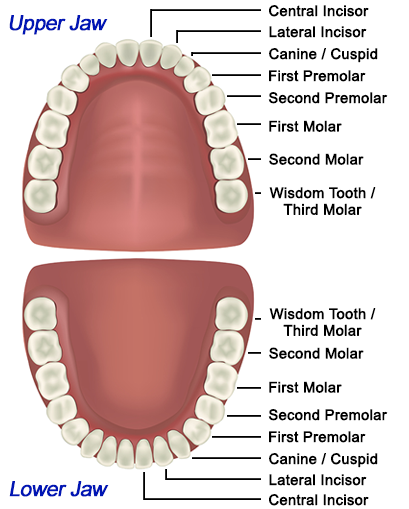 Upper Jaw
Central Incisor
Lateral Incisor
Canine / Cuspid
First Premolar
Second Premolar
First Molar
Second Molar
Wisdom Tooth /
Third Molar
Wisdom Tooth /
Third Molar
Second Molar
First Molar
Second Premolar
First Premolar
Canine / Cuspid
Lateral Incisor
Central Incisor
Lower Jaw